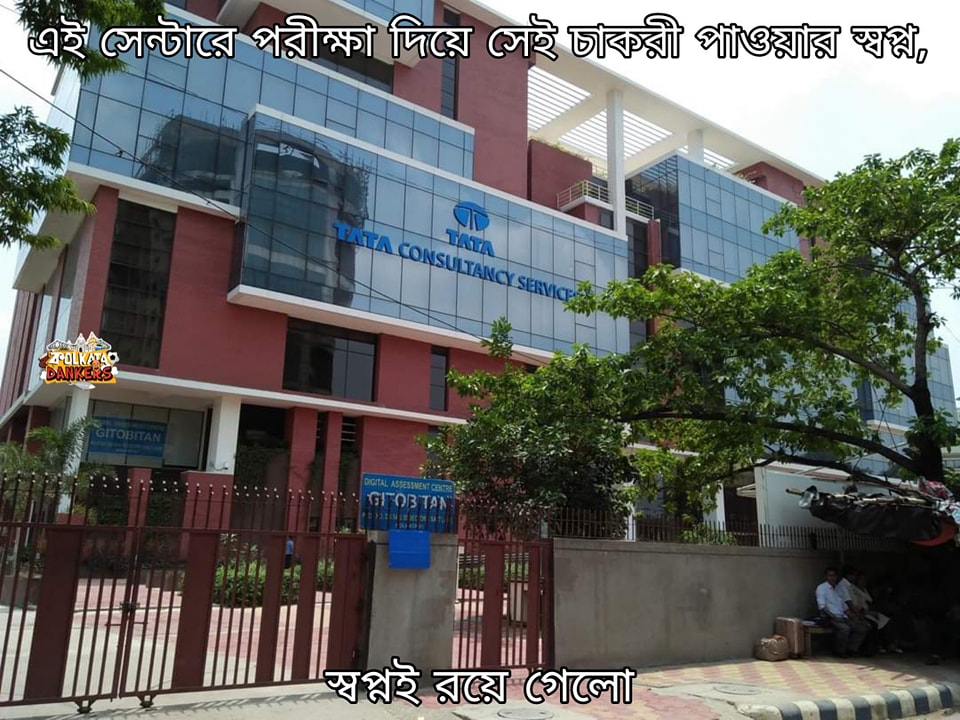 এই সেন্টারে পরীক্ষা দিয়ে সেই চাকরী পাওয়ার স্বপ্ন,
TATA
TATA CONSULTANCY SERVICES
KOLKATA
DANKERS
GITOBITAN
DIGITAL ASSESSMENT CENTRE
GITOBITAN
স্বপ্নই রয়ে গেলো